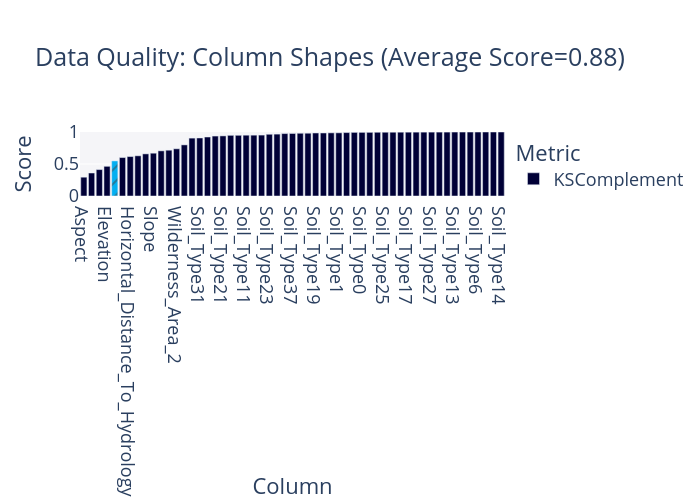 Data Quality: Column Shapes (Average Score=0.88)
Score
1
0.5
0
Metric
KSComplement
Aspect
Elevation
Horizontal_Distance_To_Hydrology
Slope
Wilderness_Area_2
Soil_Type31
Soil_Type21
Soil_Type11
Soil_Type23
Soil_Type37
Soil_Type19
Soil_Type1
Soil_Type0
Soil_Type25
Soil_Type17
Soil_Type27
Soil_Type13
Soil_Type6
Soil_Type14
Column